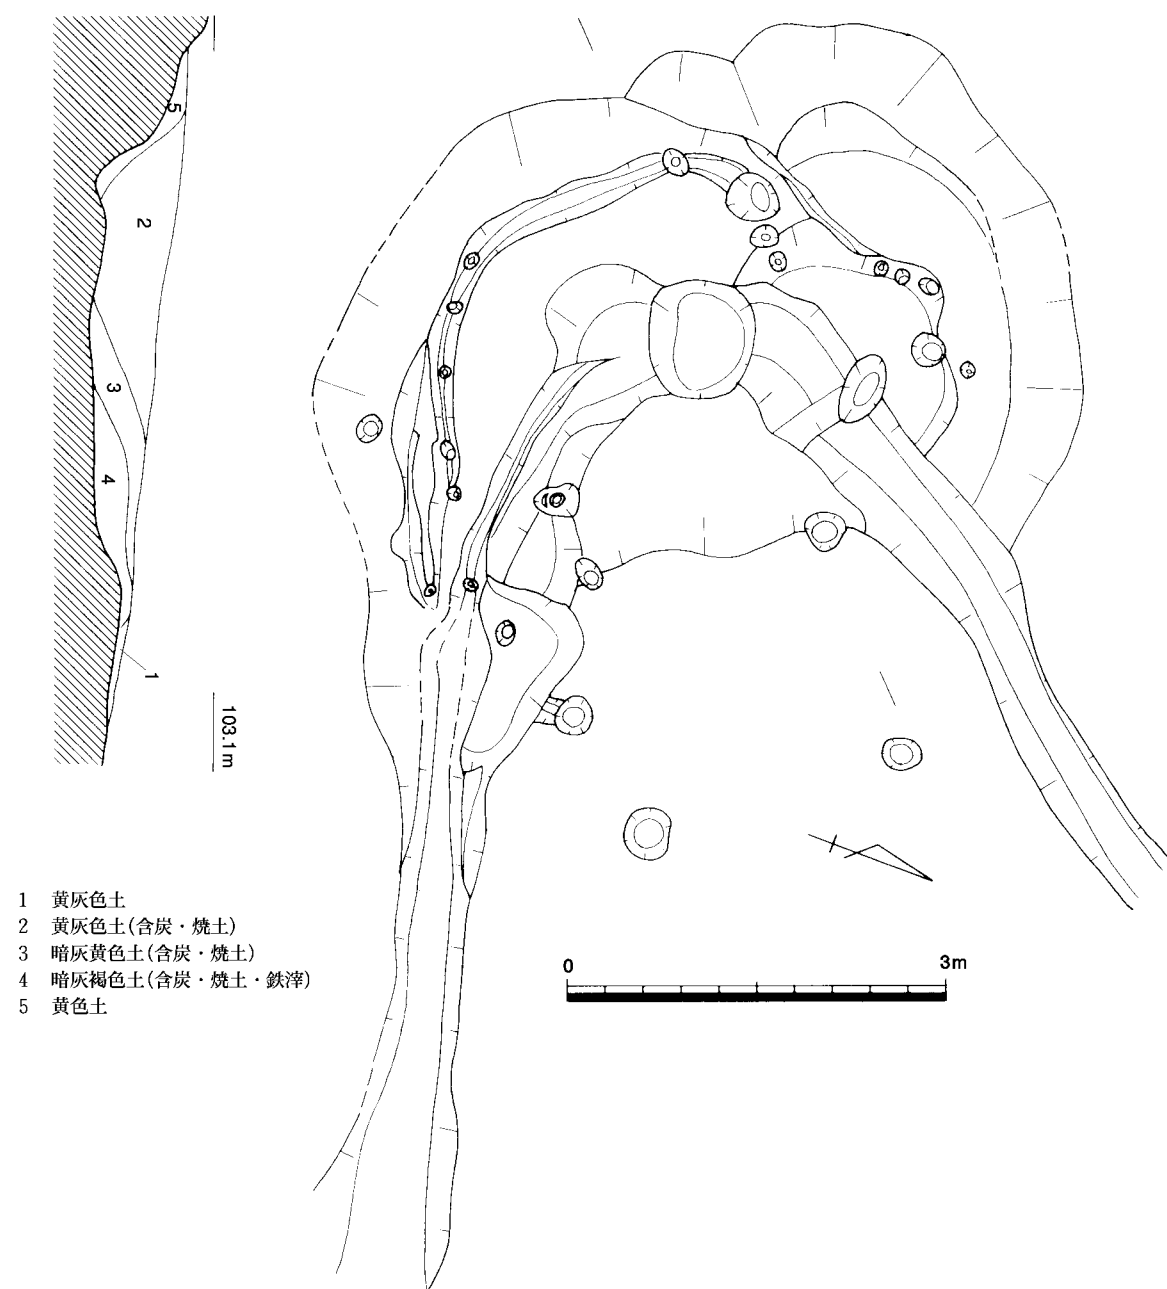 5
2
3
4
1
103.1m
1 黄灰色土
2 黄灰色土(含炭・焼土)
3 暗灰黄色土(含炭・焼土)
4 暗灰褐色土(含炭・焼土・鉄滓)
5 黄色土
0 3m